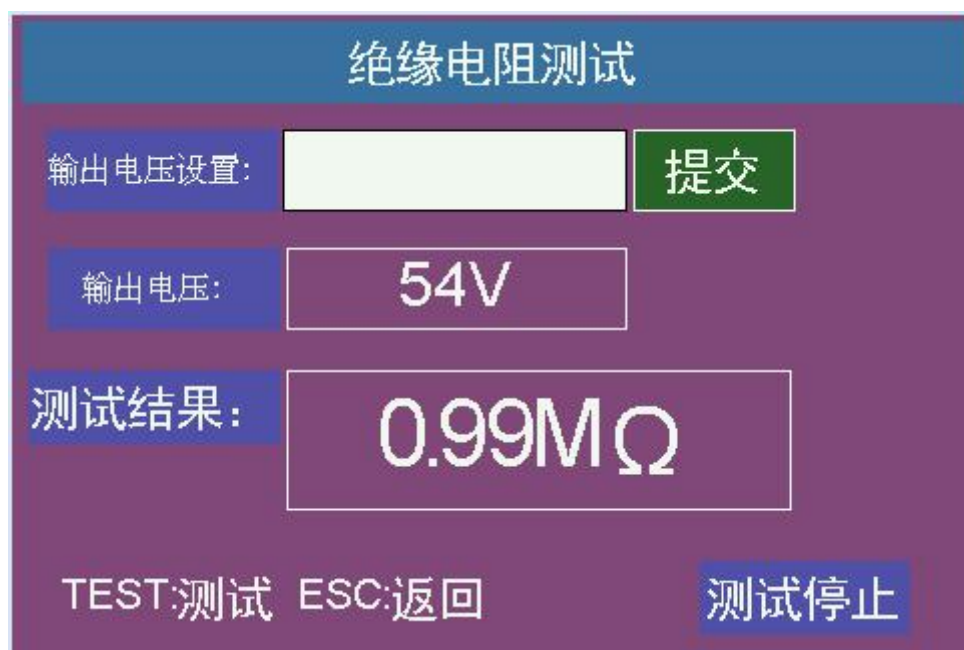 绝缘电阻测试
输出电压设置: 提交
输出电压: 54V
测试结果: 0.99MΩ
TEST:测试 ESC:返回 测试停止